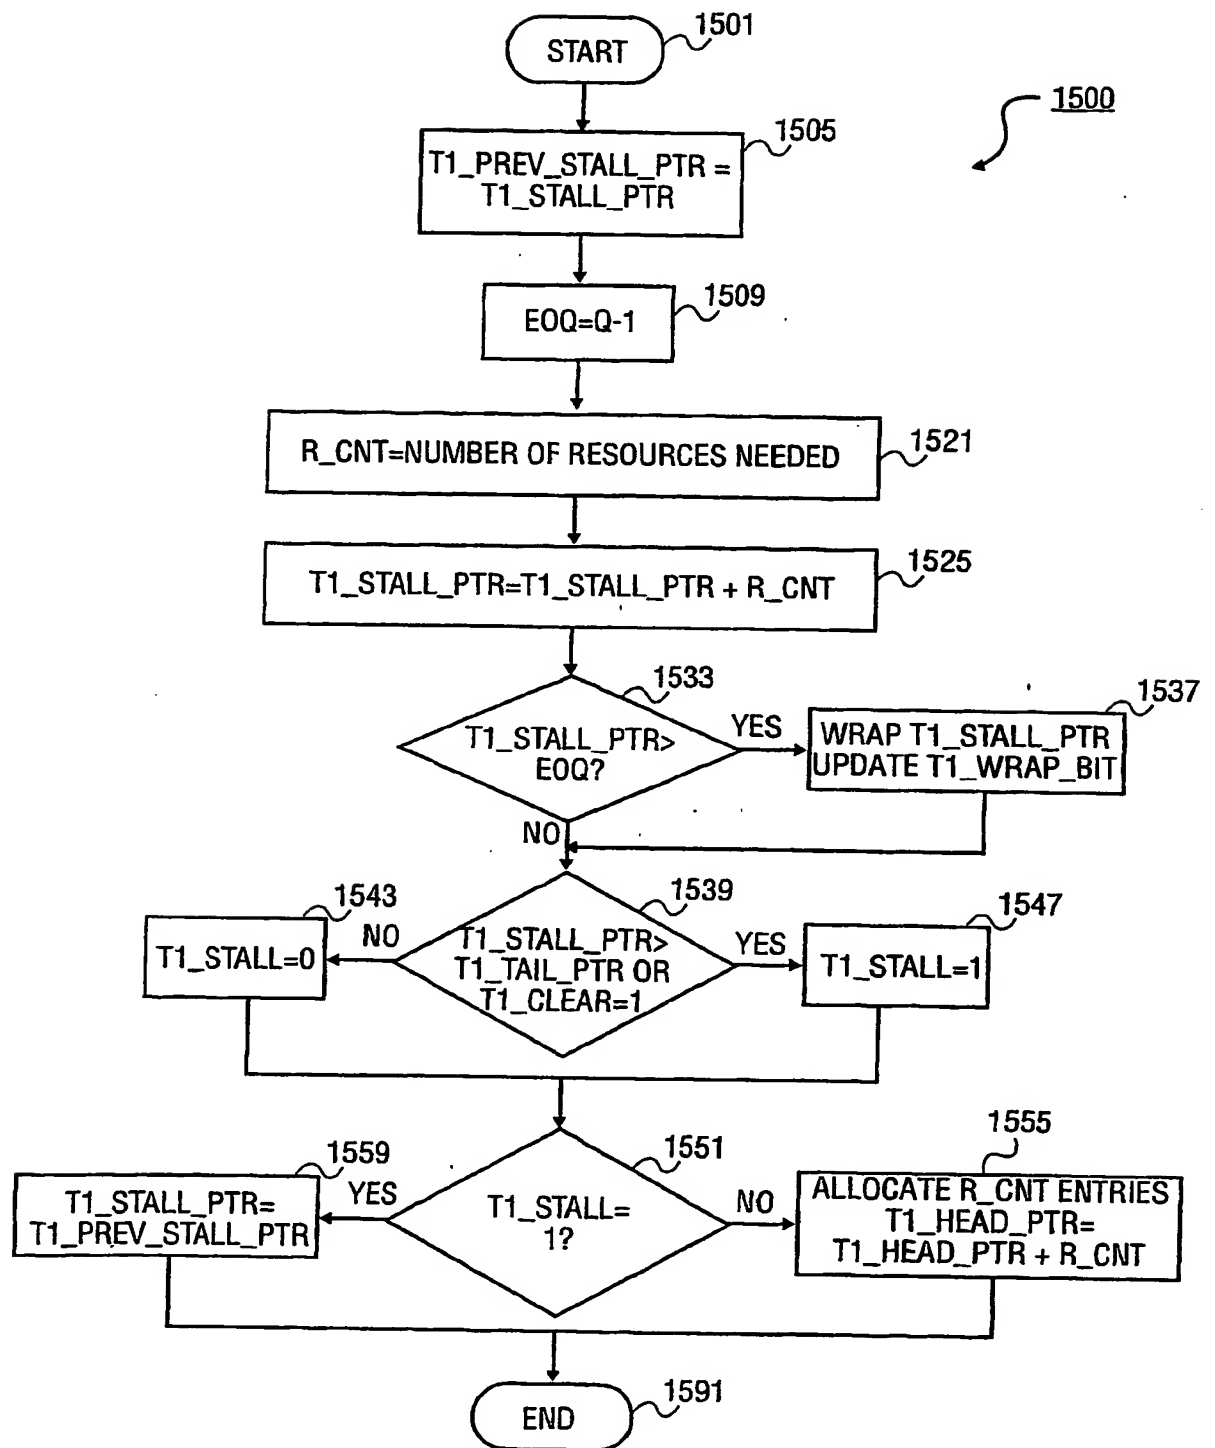 START
1501
1500
T1_PREV_STALL_PTR =
T1_STALL_PTR
1505
EOQ=Q-1
1509
R_CNT=NUMBER OF RESOURCES NEEDED
1521
T1_STALL_PTR=T1_STALL_PTR + R_CNT
1525
T1_STALL_PTR>
EOQ?
1533
YES
WRAP T1_STALL_PTR
UPDATE T1_WRAP_BIT
1537
NO
T1_STALL_PTR>
T1_TAIL_PTR OR
T1_CLEAR=1
1539
NO
T1_STALL=0
1543
YES
T1_STALL=1
1547
T1_STALL=
1?
1551
YES
T1_STALL_PTR=
T1_PREV_STALL_PTR
1559
NO
ALLOCATE R_CNT ENTRIES
T1_HEAD_PTR=
T1_HEAD_PTR + R_CNT
1555
END
1591